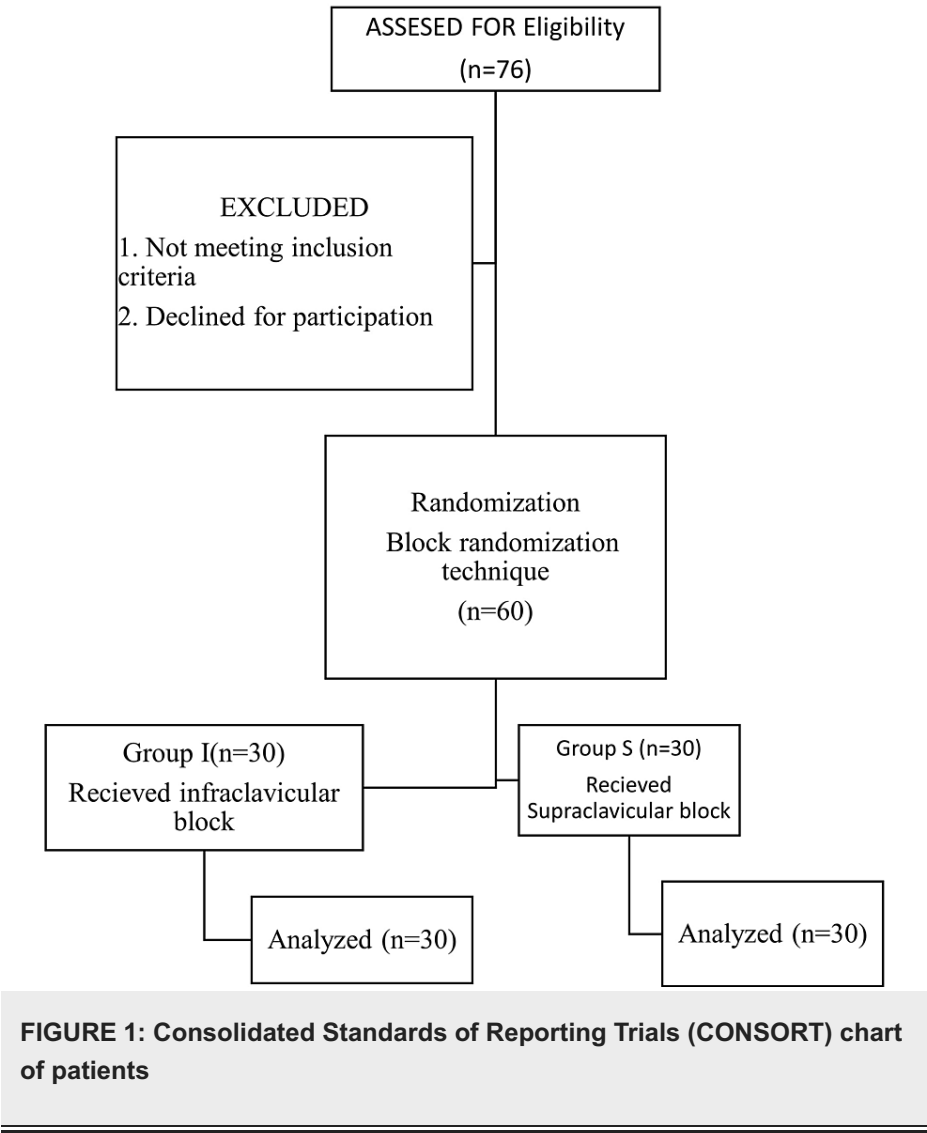 ASSESED FOR Eligibility
(n=76)
EXCLUDED
1. Not meeting inclusion
criteria
2. Declined for participation
Randomization
Block randomization
technique
(n=60)
Group I(n=30)
Recieved infraclavicular
block
Group S (n=30)
Recieved
Supraclavicular block
Analyzed (n=30)
Analyzed (n=30)
FIGURE 1: Consolidated Standards of Reporting Trials (CONSORT) chart
of patients